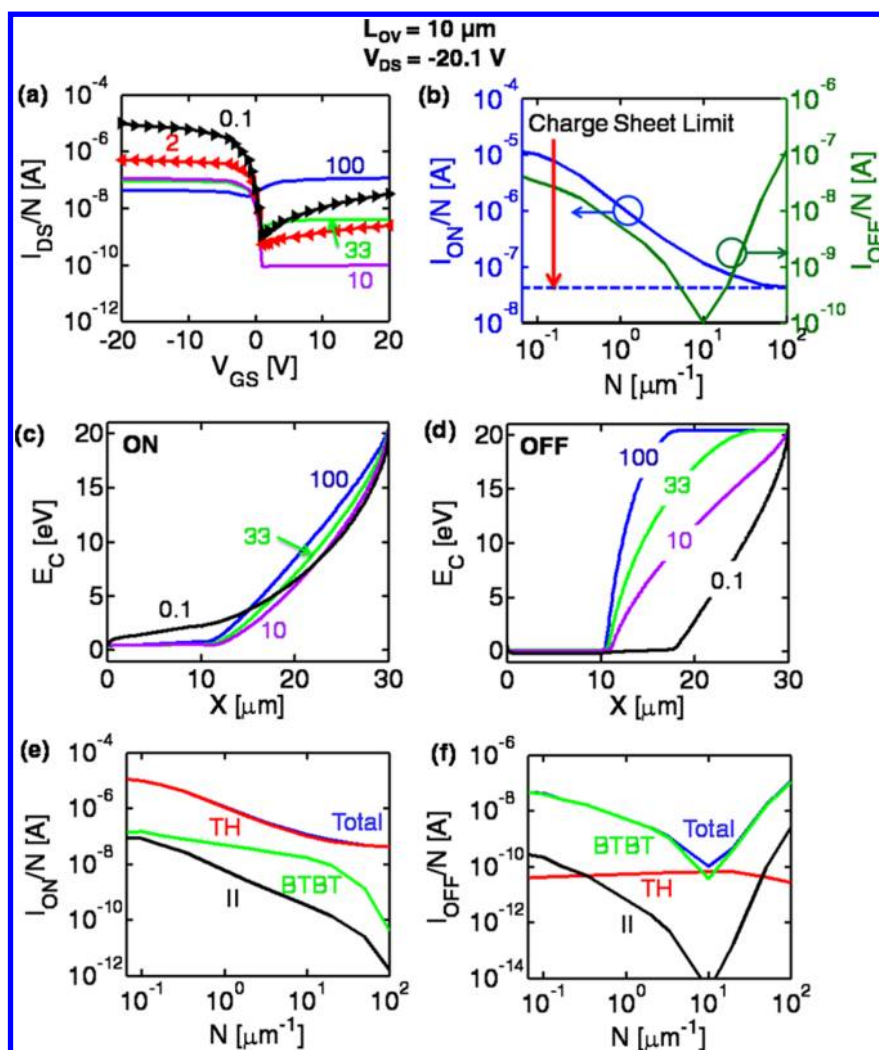 L_OV = 10 µm
V_DS = -20.1 V
(a)
I_DS/N [A]
10^-4
10^-6
10^-8
10^-10
10^-12
0.1
2
100
33
10
-20 -10 0 10 20
V_GS [V]
(b)
I_ON/N [A]
10^-4
10^-5
10^-6
10^-7
10^-8
Charge Sheet Limit
10^-6
10^-7
10^-8
10^-9
10^-10
I_OFF/N [A]
10^-1 10^0 10^1 10^2
N [µm^-1]
(c)
ON
E_C [eV]
20
15
10
5
0
100
33
0.1
10
0 10 20 30
X [µm]
(d)
OFF
E_C [eV]
20
15
10
5
0
100
33
10
0.1
0 10 20 30
X [µm]
(e)
I_ON/N [A]
10^-4
10^-6
10^-8
10^-10
10^-12
TH
Total
BTBT
II
10^-1 10^0 10^1 10^2
N [µm^-1]
(f)
I_OFF/N [A]
10^-6
10^-8
10^-10
10^-12
10^-14
Total
BTBT
TH
II
10^-1 10^0 10^1 10^2
N [µm^-1]